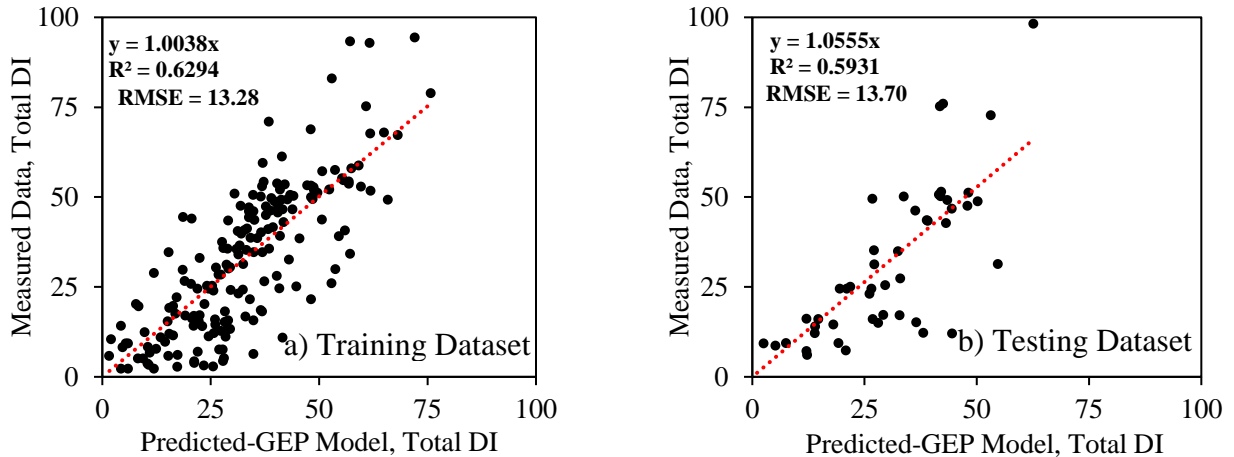 y = 1.0038x
R² = 0.6294
RMSE = 13.28
100
75
50
25
0
0 25 50 75 100
Measured Data, Total DI
Predicted-GEP Model, Total DI
a) Training Dataset
y = 1.0555x
R² = 0.5931
RMSE = 13.70
100
75
50
25
0
0 25 50 75 100
Measured Data, Total DI
Predicted-GEP Model, Total DI
b) Testing Dataset